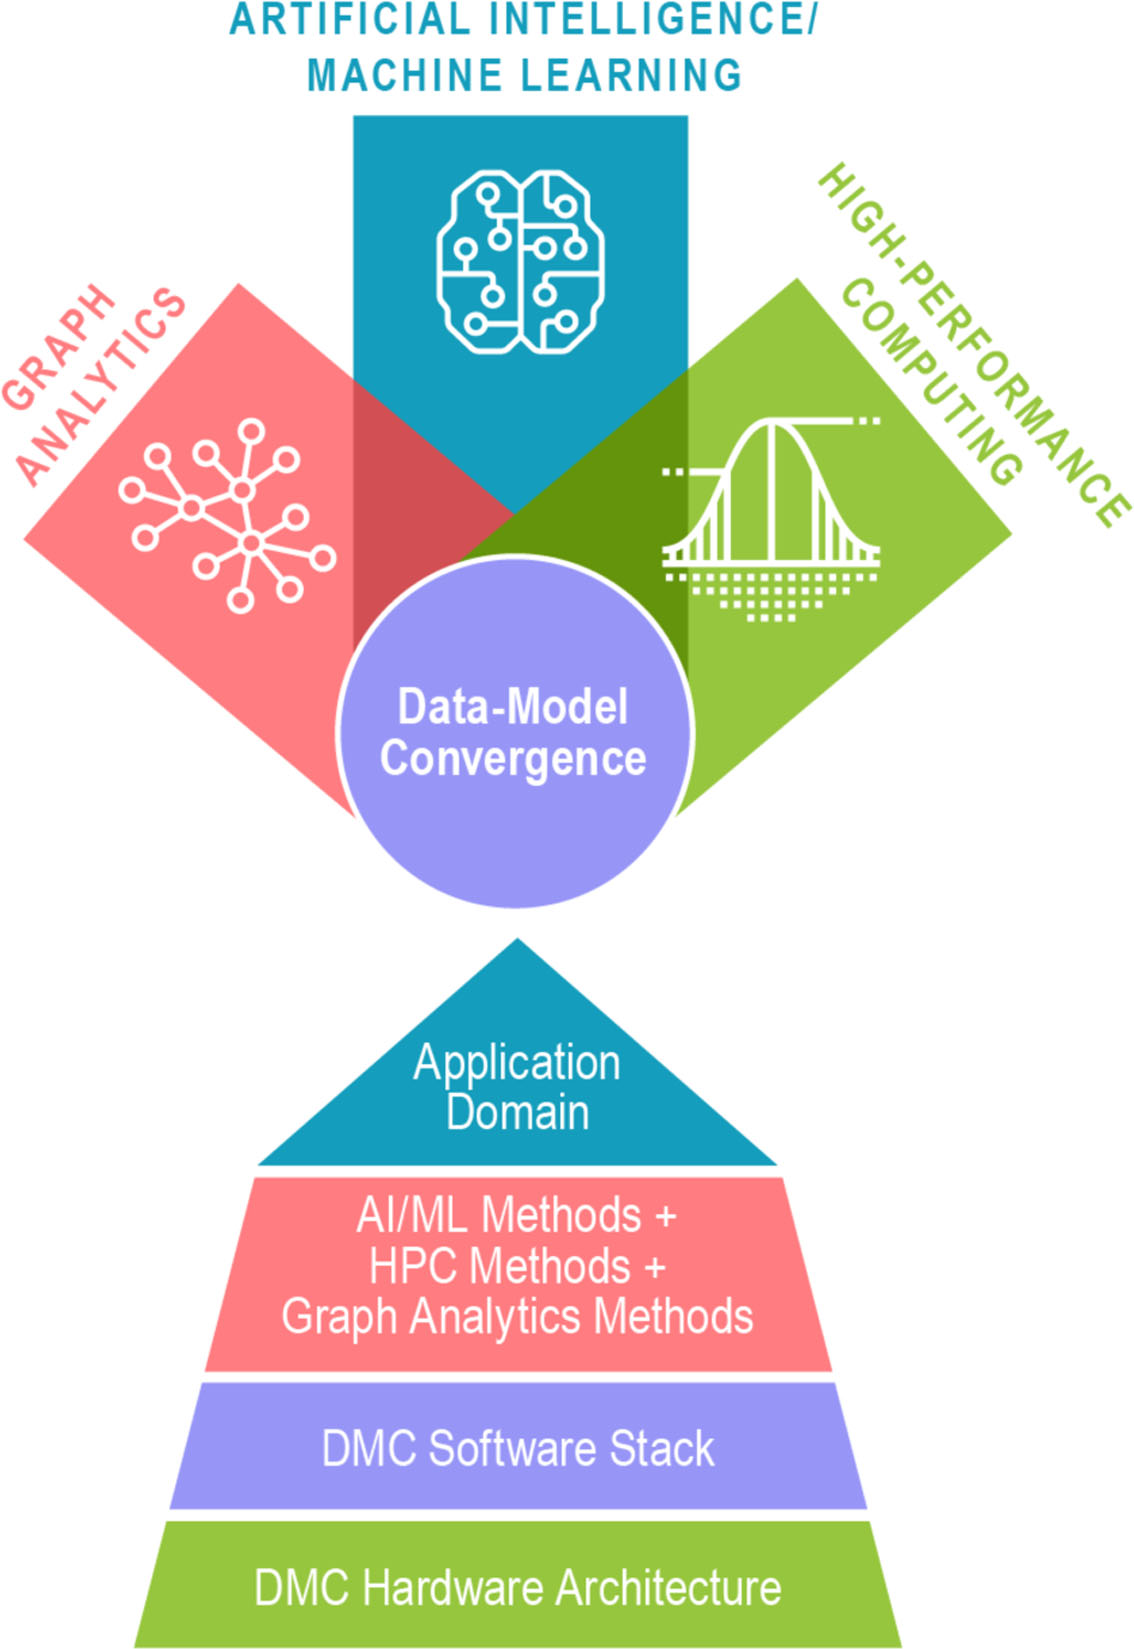 ARTIFICIAL INTELLIGENCE/
MACHINE LEARNING
GRAPH
ANALYTICS
HIGH-PERFORMANCE
COMPUTING
Data-Model
Convergence
Application
Domain
AI/ML Methods +
HPC Methods +
Graph Analytics Methods
DMC Software Stack
DMC Hardware Architecture